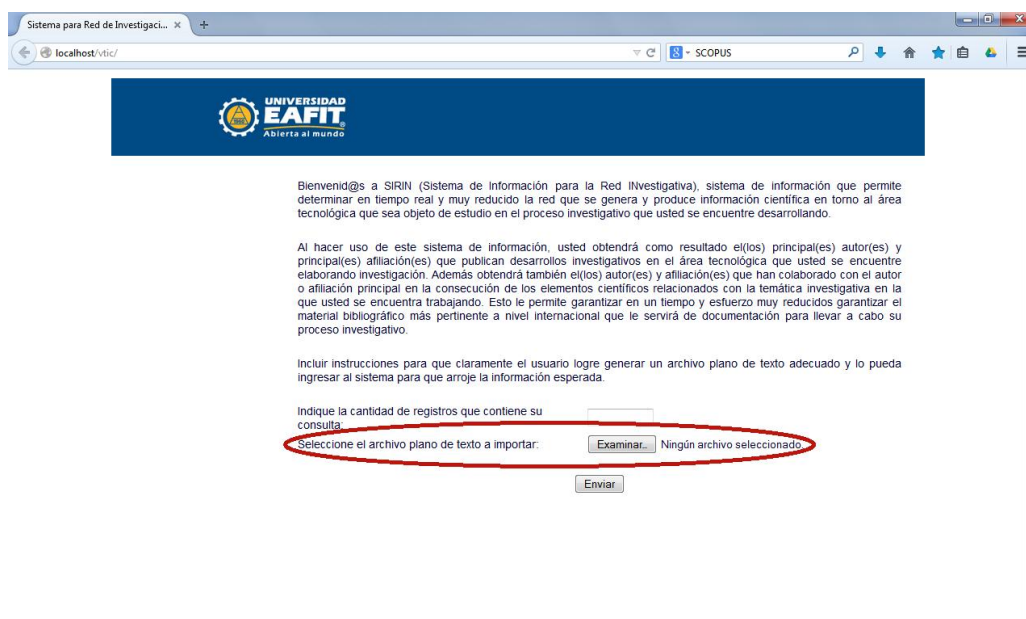 Sistema para Red de Investigaci...
localhost/vtic/
SCOPUS
UNIVERSIDAD
EAFIT
Abierta al mundo
Bienvenid@s a SIRIN (Sistema de Información para la Red INvestigativa), sistema de información que permite
determinar en tiempo real y muy reducido la red que se genera y produce información científica en torno al área
tecnológica que sea objeto de estudio en el proceso investigativo que usted se encuentre desarrollando.
Al hacer uso de este sistema de información, usted obtendrá como resultado el(los) principal(es) autor(es) y
principal(es) afiliación(es) que publican desarrollos investigativos en el área tecnológica que usted se encuentre
elaborando investigación. Además obtendrá también el(los) autor(es) y afiliación(es) que han colaborado con el autor
o afiliación principal en la consecución de los elementos científicos relacionados con la temática investigativa en la
que usted se encuentra trabajando. Esto le permite garantizar en un tiempo y esfuerzo muy reducidos garantizar el
material bibliográfico más pertinente a nivel internacional que le servirá de documentación para llevar a cabo su
proceso investigativo.
Incluir instrucciones para que claramente el usuario logre generar un archivo plano de texto adecuado y lo pueda
ingresar al sistema para que arroje la información esperada.
Indique la cantidad de registros que contiene su
consulta:
Seleccione el archivo plano de texto a importar: Examinar.. Ningún archivo seleccionado.
Enviar